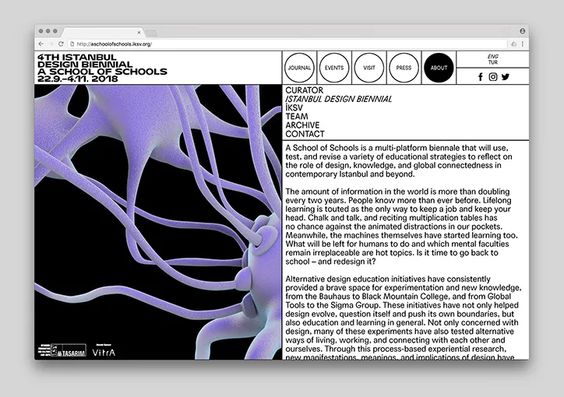 http://aschoolofschools.iksv.org/
4TH ISTANBUL
DESIGN BIENNIAL
A SCHOOL OF SCHOOLS
22.9.–4.11. 2018
JOURNAL
EVENTS
VISIT
PRESS
ABOUT
ENG
TUR
CURATOR
ISTANBUL DESIGN BIENNIAL
İKSV
TEAM
ARCHIVE
CONTACT
A School of Schools is a multi-platform biennale that will use,
test, and revise a variety of educational strategies to reflect on
the role of design, knowledge, and global connectedness in
contemporary Istanbul and beyond.
The amount of information in the world is more than doubling
every two years. People know more than ever before. Lifelong
learning is touted as the only way to keep a job and keep your
head. Chalk and talk, and reciting multiplication tables has
no chance against the animated distractions in our pockets.
Meanwhile, the machines themselves have started learning too.
What will be left for humans to do and which mental faculties
remain irreplaceable are hot topics. Is it time to go back to
school – and redesign it?
Alternative design education initiatives have consistently
provided a brave space for experimentation and new knowledge,
from the Bauhaus to Black Mountain College, and from Global
Tools to the Sigma Group. These initiatives have not only helped
design evolve, question itself and push its own boundaries, but
also education and learning in general. Not only concerned with
design, many of these experiments have also tested alternative
ways of living, working, and connecting with each other and
ourselves. Through this process-based experiential research,
new manifestations, meanings, and implications of design have
TASARIM
VitrA